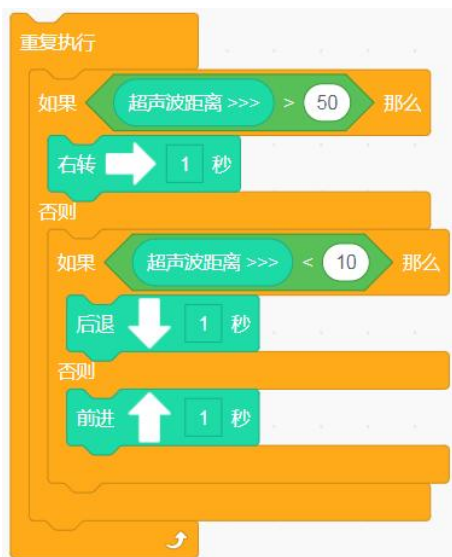 重复执行
如果 超声波距离 >>> > 50 那么
右转 1 秒
否则
如果 超声波距离 >>> < 10 那么
后退 1 秒
否则
前进 1 秒